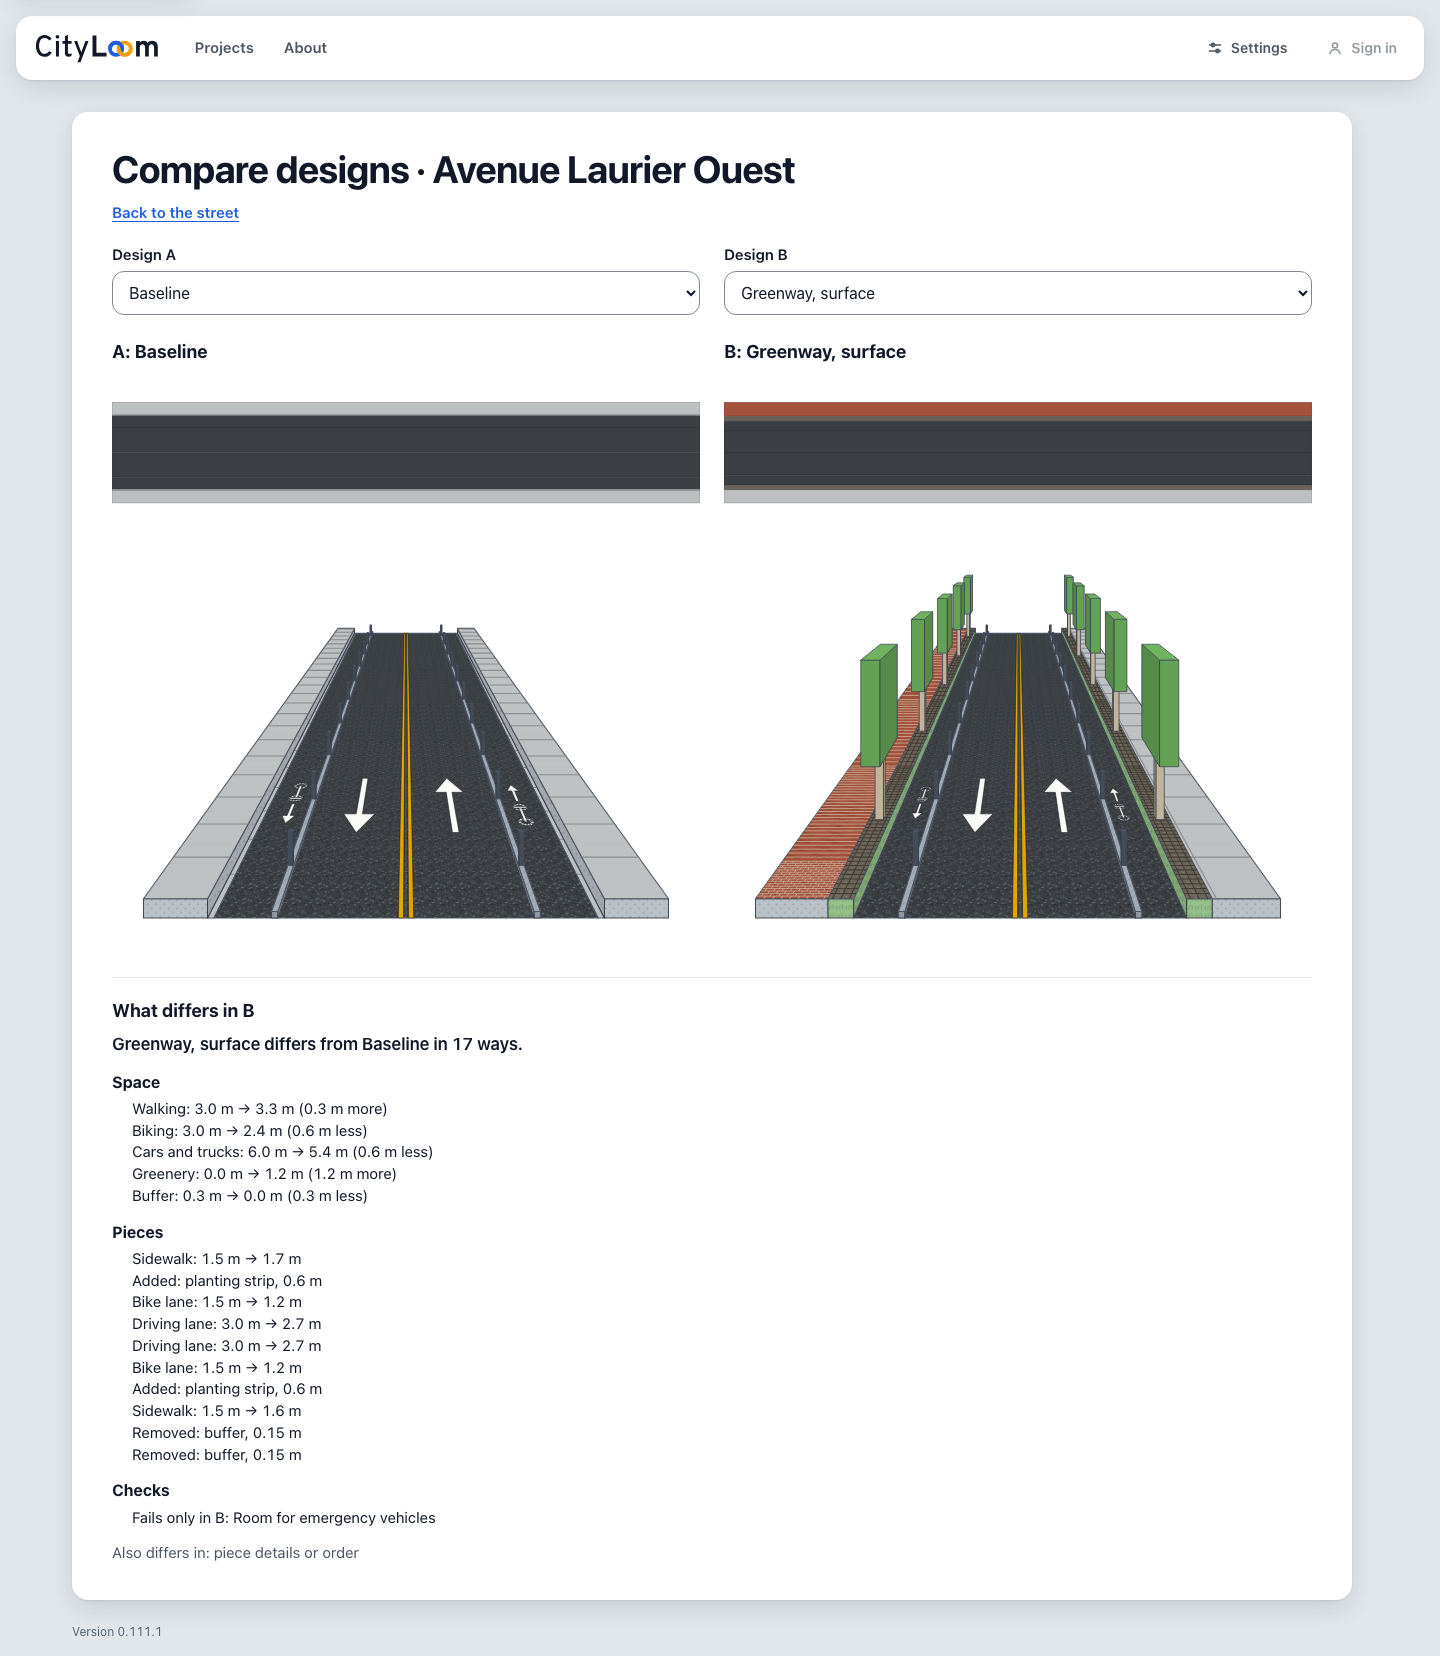 CityLoom
Projects
About
Settings
Sign in
Compare designs · Avenue Laurier Ouest
Back to the street
Design A
Baseline
Design B
Greenway, surface
A: Baseline
B: Greenway, surface
What differs in B
Greenway, surface differs from Baseline in 17 ways.
Space
Walking: 3.0 m → 3.3 m (0.3 m more)
Biking: 3.0 m → 2.4 m (0.6 m less)
Cars and trucks: 6.0 m → 5.4 m (0.6 m less)
Greenery: 0.0 m → 1.2 m (1.2 m more)
Buffer: 0.3 m → 0.0 m (0.3 m less)
Pieces
Sidewalk: 1.5 m → 1.7 m
Added: planting strip, 0.6 m
Bike lane: 1.5 m → 1.2 m
Driving lane: 3.0 m → 2.7 m
Driving lane: 3.0 m → 2.7 m
Bike lane: 1.5 m → 1.2 m
Added: planting strip, 0.6 m
Sidewalk: 1.5 m → 1.6 m
Removed: buffer, 0.15 m
Removed: buffer, 0.15 m
Checks
Fails only in B: Room for emergency vehicles
Also differs in: piece details or order
Version 0.111.1